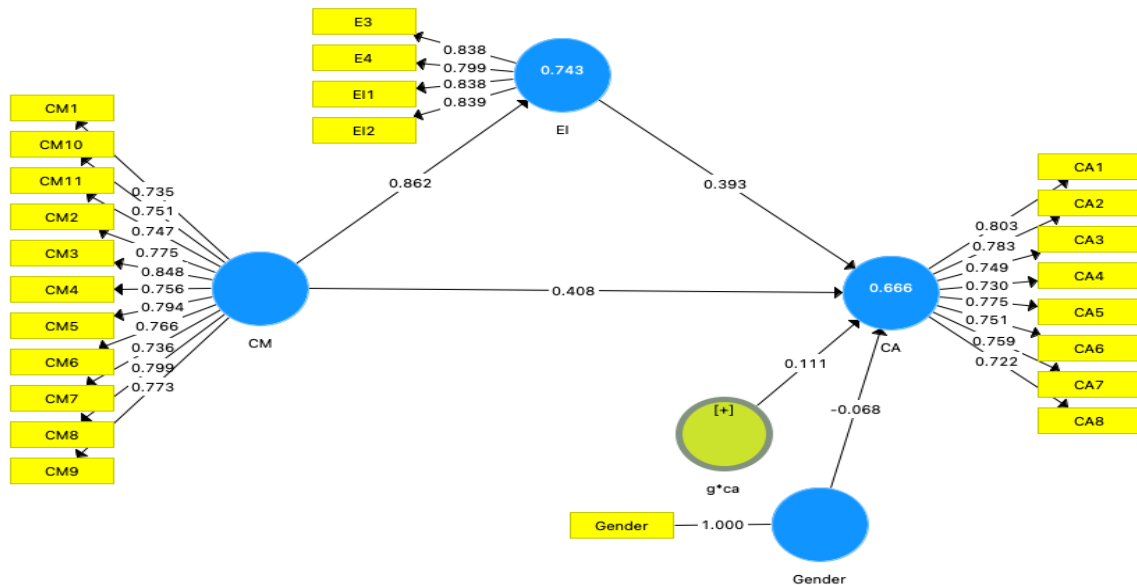 E3
E4
EI1
EI2
0.838
0.799
0.838
0.839
0.743
EI
CM1
CM10
CM11
CM2
CM3
CM4
CM5
CM6
CM7
CM8
CM9
0.735
0.751
0.747
0.775
0.848
0.756
0.794
0.766
0.736
0.799
0.773
CM
0.862
0.393
0.408
0.666
CA
0.803
0.783
0.749
0.730
0.775
0.751
0.759
0.722
CA1
CA2
CA3
CA4
CA5
CA6
CA7
CA8
0.111
-0.068
[+]
g*ca
Gender
1.000
Gender